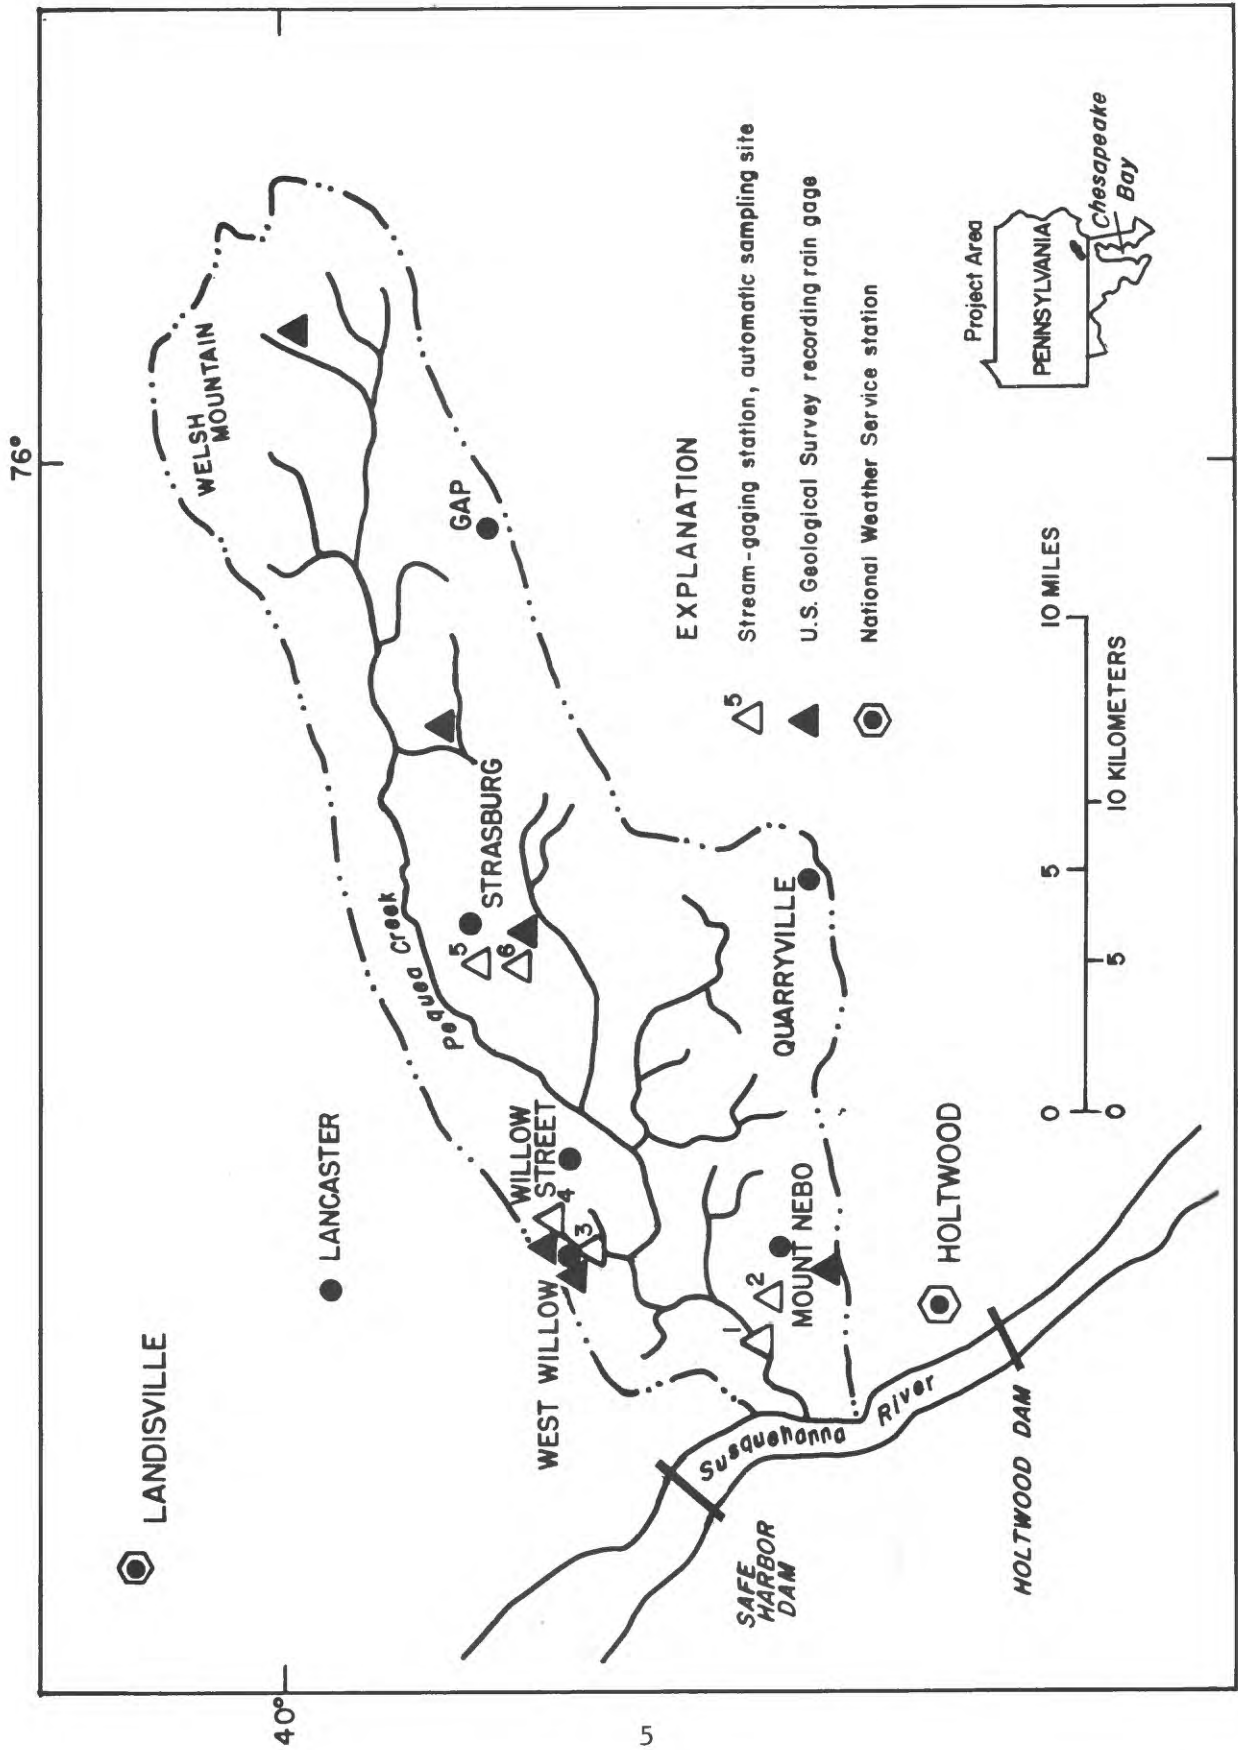 76°
40°
LANDISVILLE
LANCASTER
WELSH
MOUNTAIN
GAP
Pequea Creek
STRASBURG
5
6
WILLOW
STREET
4
3
WEST WILLOW
QUARRYVILLE
MOUNT NEBO
2
1
HOLTWOOD
Susquehanna River
SAFE
HARBOR
DAM
HOLTWOOD DAM
EXPLANATION
5 Stream-gaging station, automatic sampling site
U.S. Geological Survey recording rain gage
National Weather Service station
0 5 10 MILES
0 5 10 KILOMETERS
Project Area
PENNSYLVANIA
Chesapeake
Bay
5